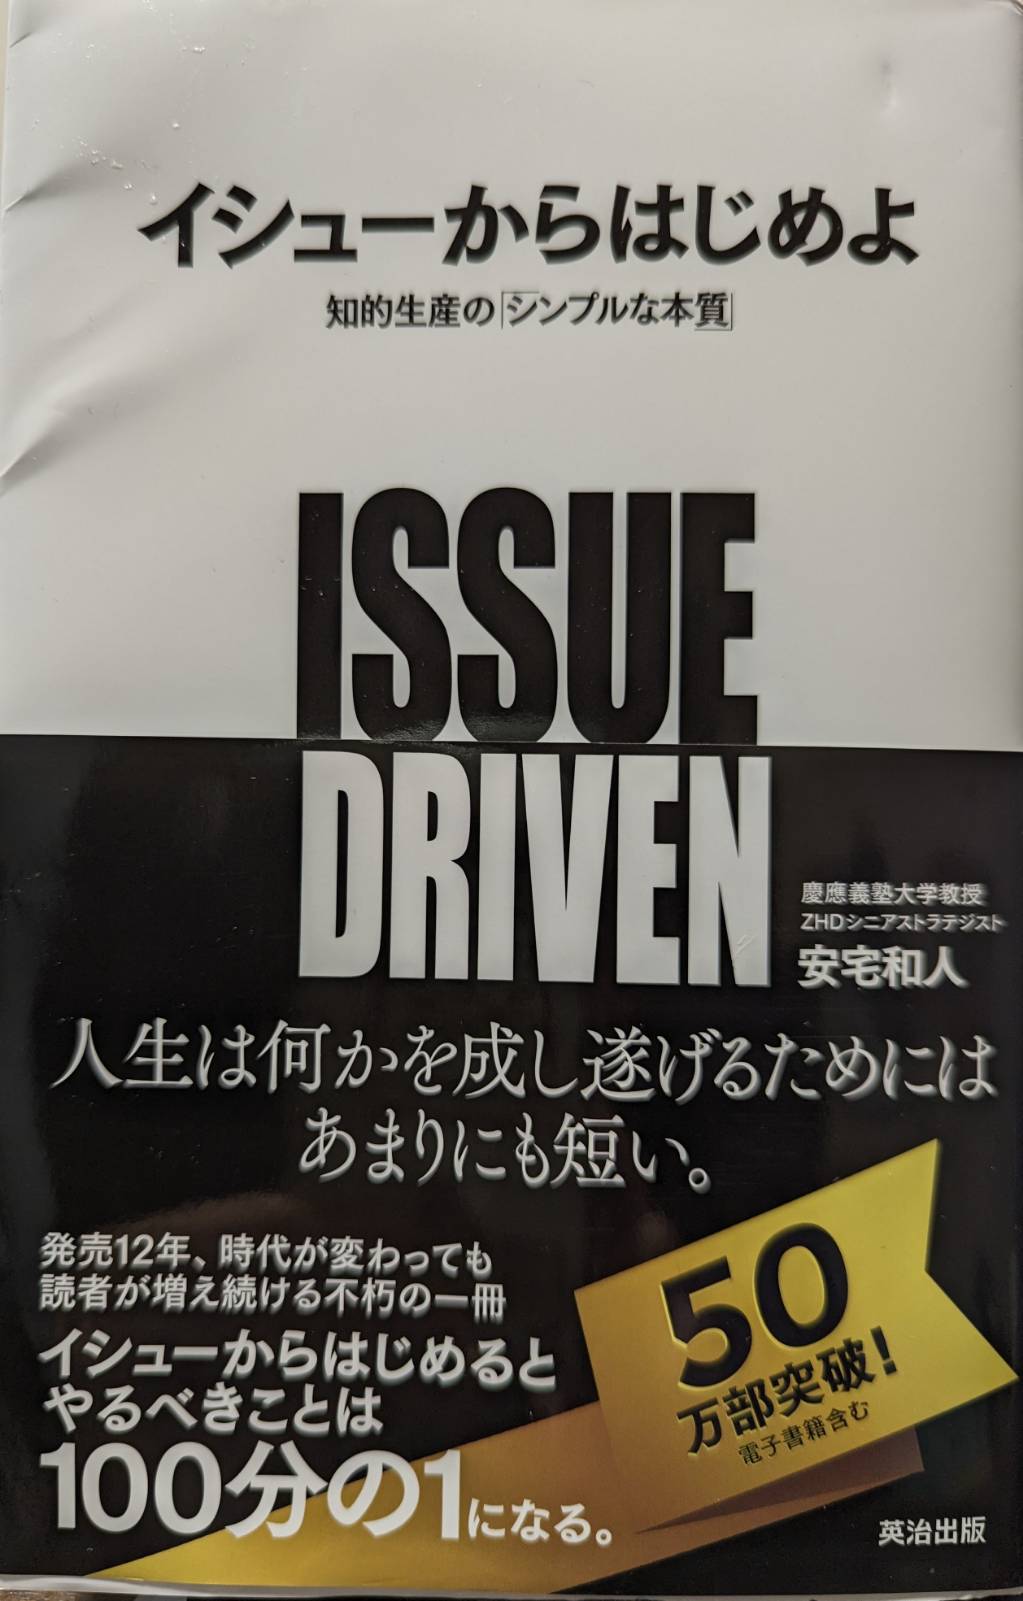 イシューからはじめよ
知的生産の「シンプルな本質」
ISSUE
DRIVEN
慶應義塾大学教授
ZHDシニアストラテジスト
安宅和人
人生は何かを成し遂げるためには
あまりにも短い。
発売12年、時代が変わっても
読者が増え続ける不朽の一冊
イシューからはじめると
やるべきことは
100分の1になる。
50
万部突破!
電子書籍含む
英治出版